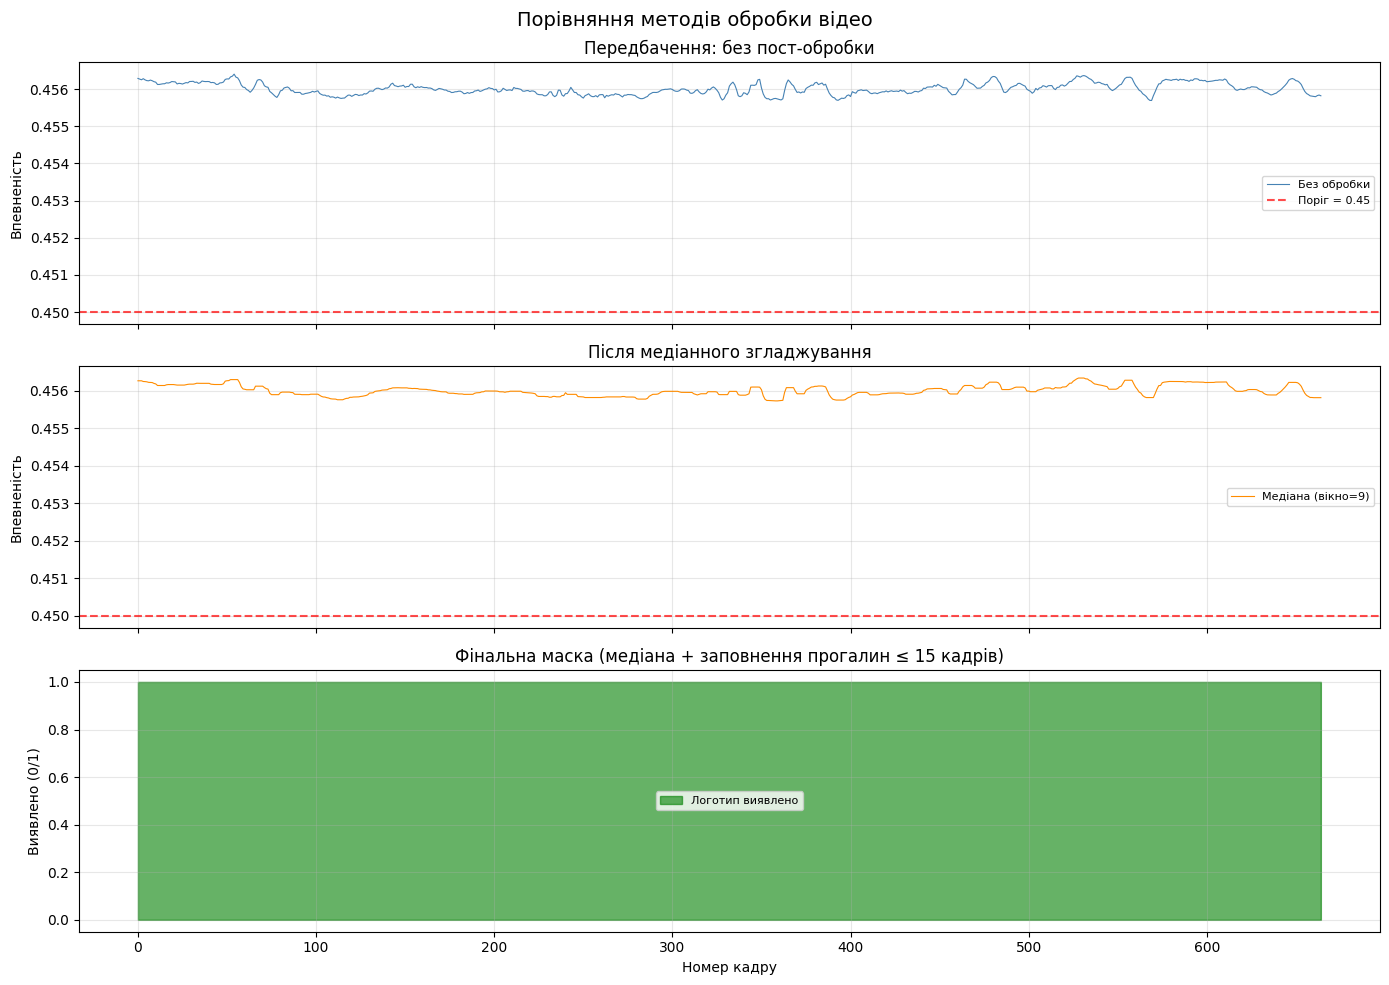 Порівняння методів обробки відео
Передбачення: без пост-обробки
Впевненість
0.456
0.455
0.454
0.453
0.452
0.451
0.450
Без обробки
Поріг = 0.45
Після медіанного згладжування
Впевненість
0.456
0.455
0.454
0.453
0.452
0.451
0.450
Медіана (вікно=9)
Фінальна маска (медіана + заповнення прогалин ≤ 15 кадрів)
Виявлено (0/1)
1.0
0.8
0.6
0.4
0.2
0.0
Логотип виявлено
0 100 200 300 400 500 600
Номер кадру